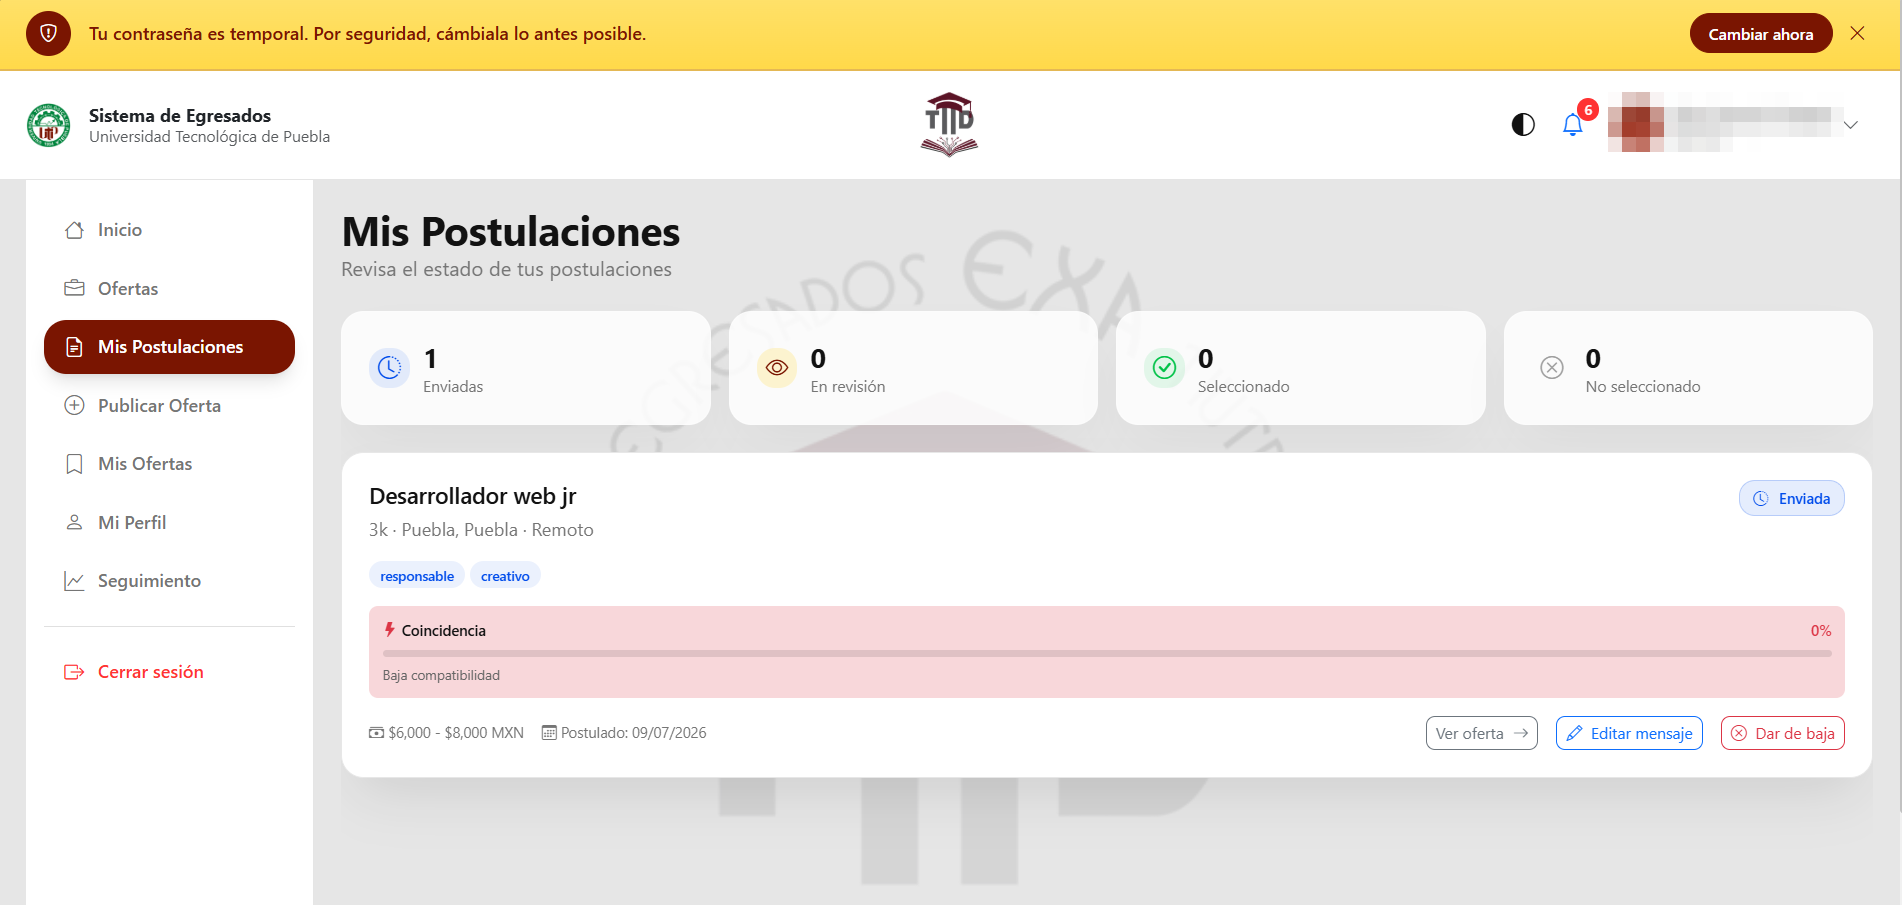 Tu contraseña es temporal. Por seguridad, cámbiala lo antes posible.
Cambiar ahora
Sistema de Egresados
Universidad Tecnológica de Puebla
TIID
6
Inicio
Ofertas
Mis Postulaciones
Publicar Oferta
Mis Ofertas
Mi Perfil
Seguimiento
Cerrar sesión
Mis Postulaciones
Revisa el estado de tus postulaciones
EGRESADOS EXA
1
Enviadas
0
En revisión
0
Seleccionado
0
No seleccionado
Desarrollador web jr
Enviada
3k · Puebla, Puebla · Remoto
responsable
creativo
Coincidencia
0%
Baja compatibilidad
$6,000 - $8,000 MXN
Postulado: 09/07/2026
Ver oferta
Editar mensaje
Dar de baja